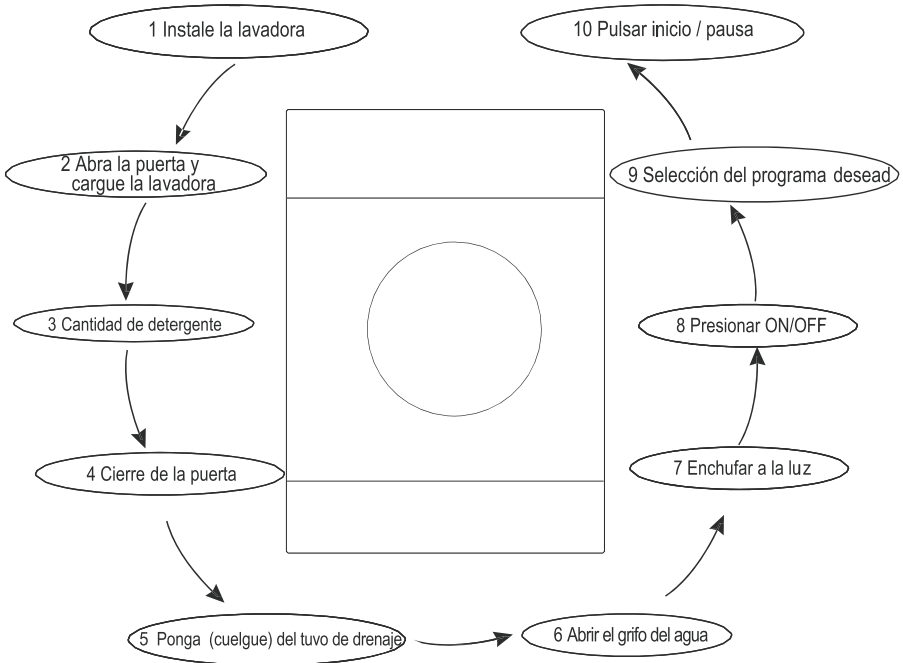 1 Instale la lavadora
2 Abra la puerta y
cargue la lavadora
3 Cantidad de detergente
4 Cierre de la puerta
5 Ponga (cuelgue) del tuvo de drenaje
6 Abrir el grifo del agua
7 Enchufar a la luz
8 Presionar ON/OFF
9 Selección del programa desead
10 Pulsar inicio / pausa